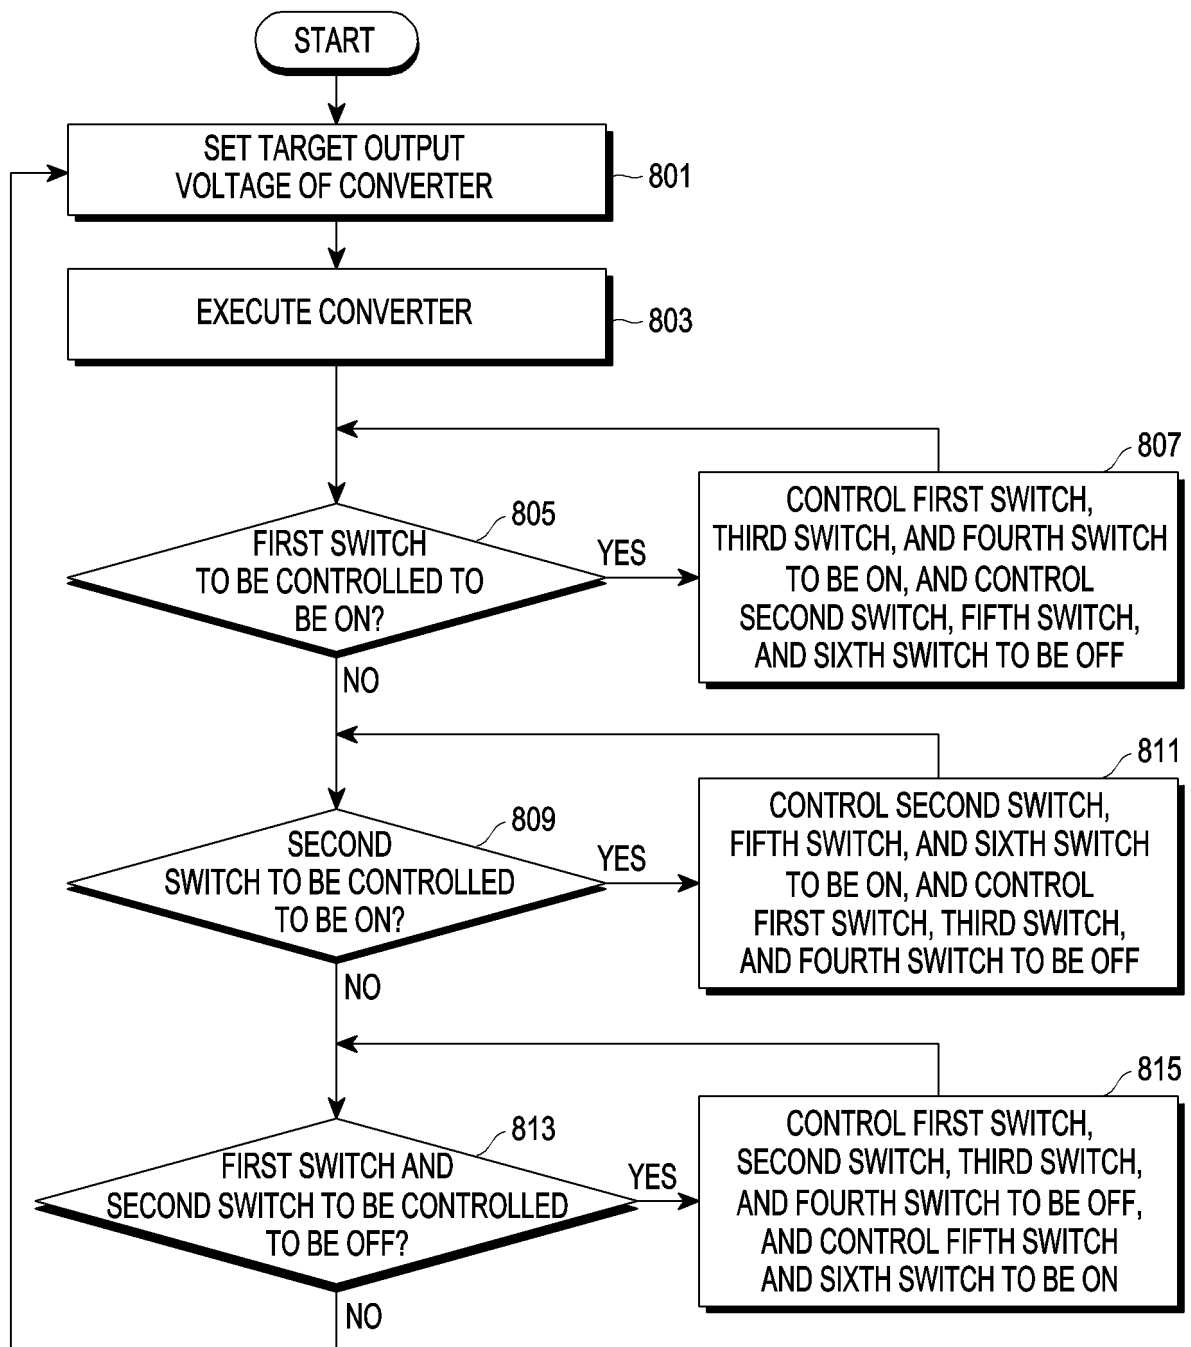 START
SET TARGET OUTPUT
VOLTAGE OF CONVERTER
801
EXECUTE CONVERTER
803
807
CONTROL FIRST SWITCH,
THIRD SWITCH, AND FOURTH SWITCH
TO BE ON, AND CONTROL
SECOND SWITCH, FIFTH SWITCH,
AND SIXTH SWITCH TO BE OFF
805
FIRST SWITCH
TO BE CONTROLLED TO
BE ON?
YES
NO
811
CONTROL SECOND SWITCH,
FIFTH SWITCH, AND SIXTH SWITCH
TO BE ON, AND CONTROL
FIRST SWITCH, THIRD SWITCH,
AND FOURTH SWITCH TO BE OFF
809
SECOND
SWITCH TO BE CONTROLLED
TO BE ON?
YES
NO
815
CONTROL FIRST SWITCH,
SECOND SWITCH, THIRD SWITCH,
AND FOURTH SWITCH TO BE OFF,
AND CONTROL FIFTH SWITCH
AND SIXTH SWITCH TO BE ON
813
FIRST SWITCH AND
SECOND SWITCH TO BE CONTROLLED
TO BE OFF?
YES
NO